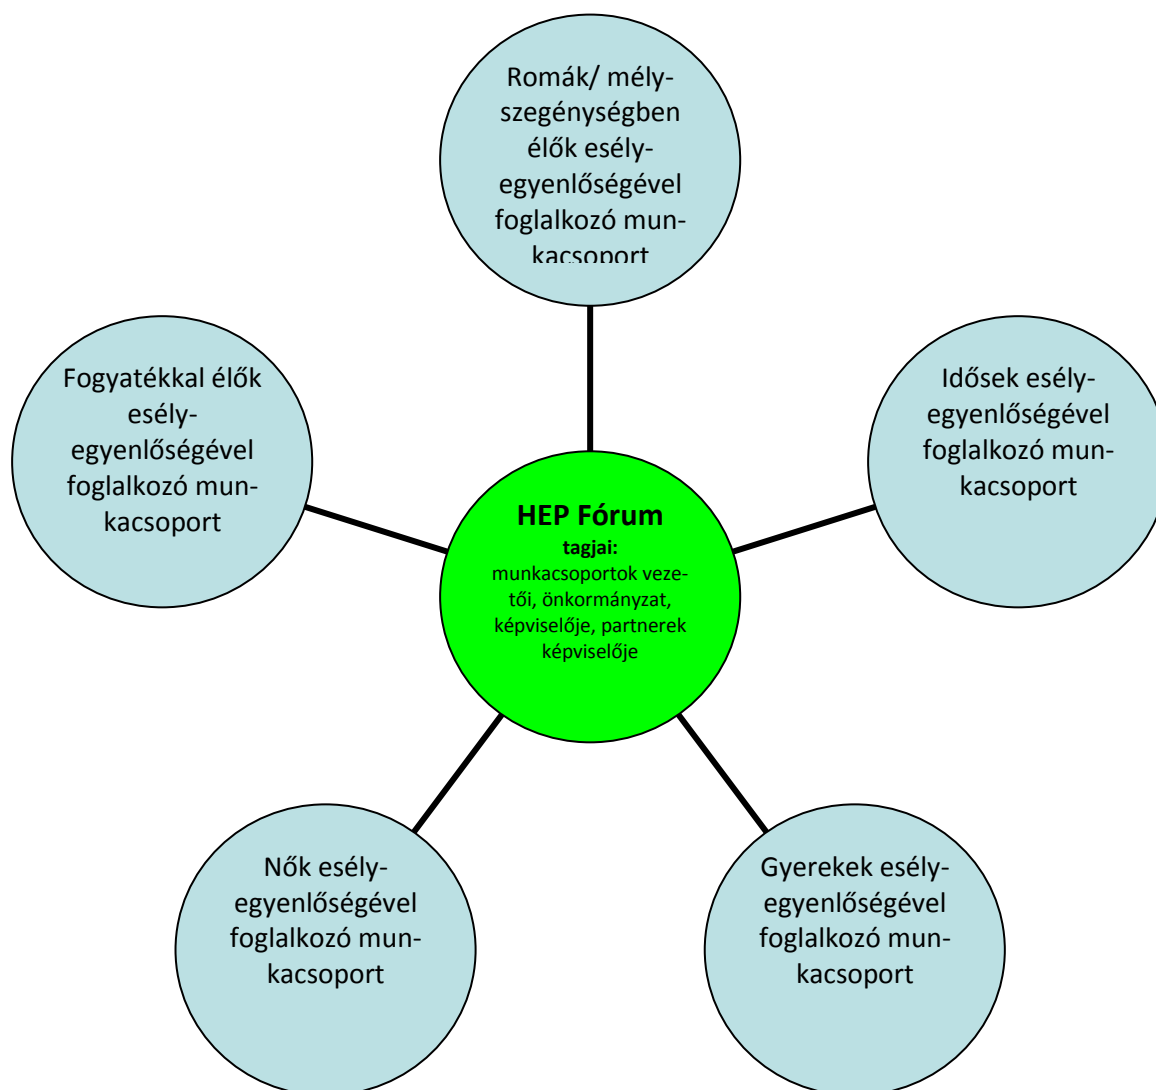 Romák/ mély-
szegénységben
élők esély-
egyenlőségével
foglalkozó mun-
kacsoport
Fogyatékkal élők
esély-
egyenlőségével
foglalkozó mun-
kacsoport
Idősek esély-
egyenlőségével
foglalkozó mun-
kacsoport
HEP Fórum
tagjai:
munkacsoportok veze-
tői, önkormányzat,
képviselője, partnerek
képviselője
Nők esély-
egyenlőségével
foglalkozó mun-
kacsoport
Gyerekek esély-
egyenlőségével
foglalkozó mun-
kacsoport